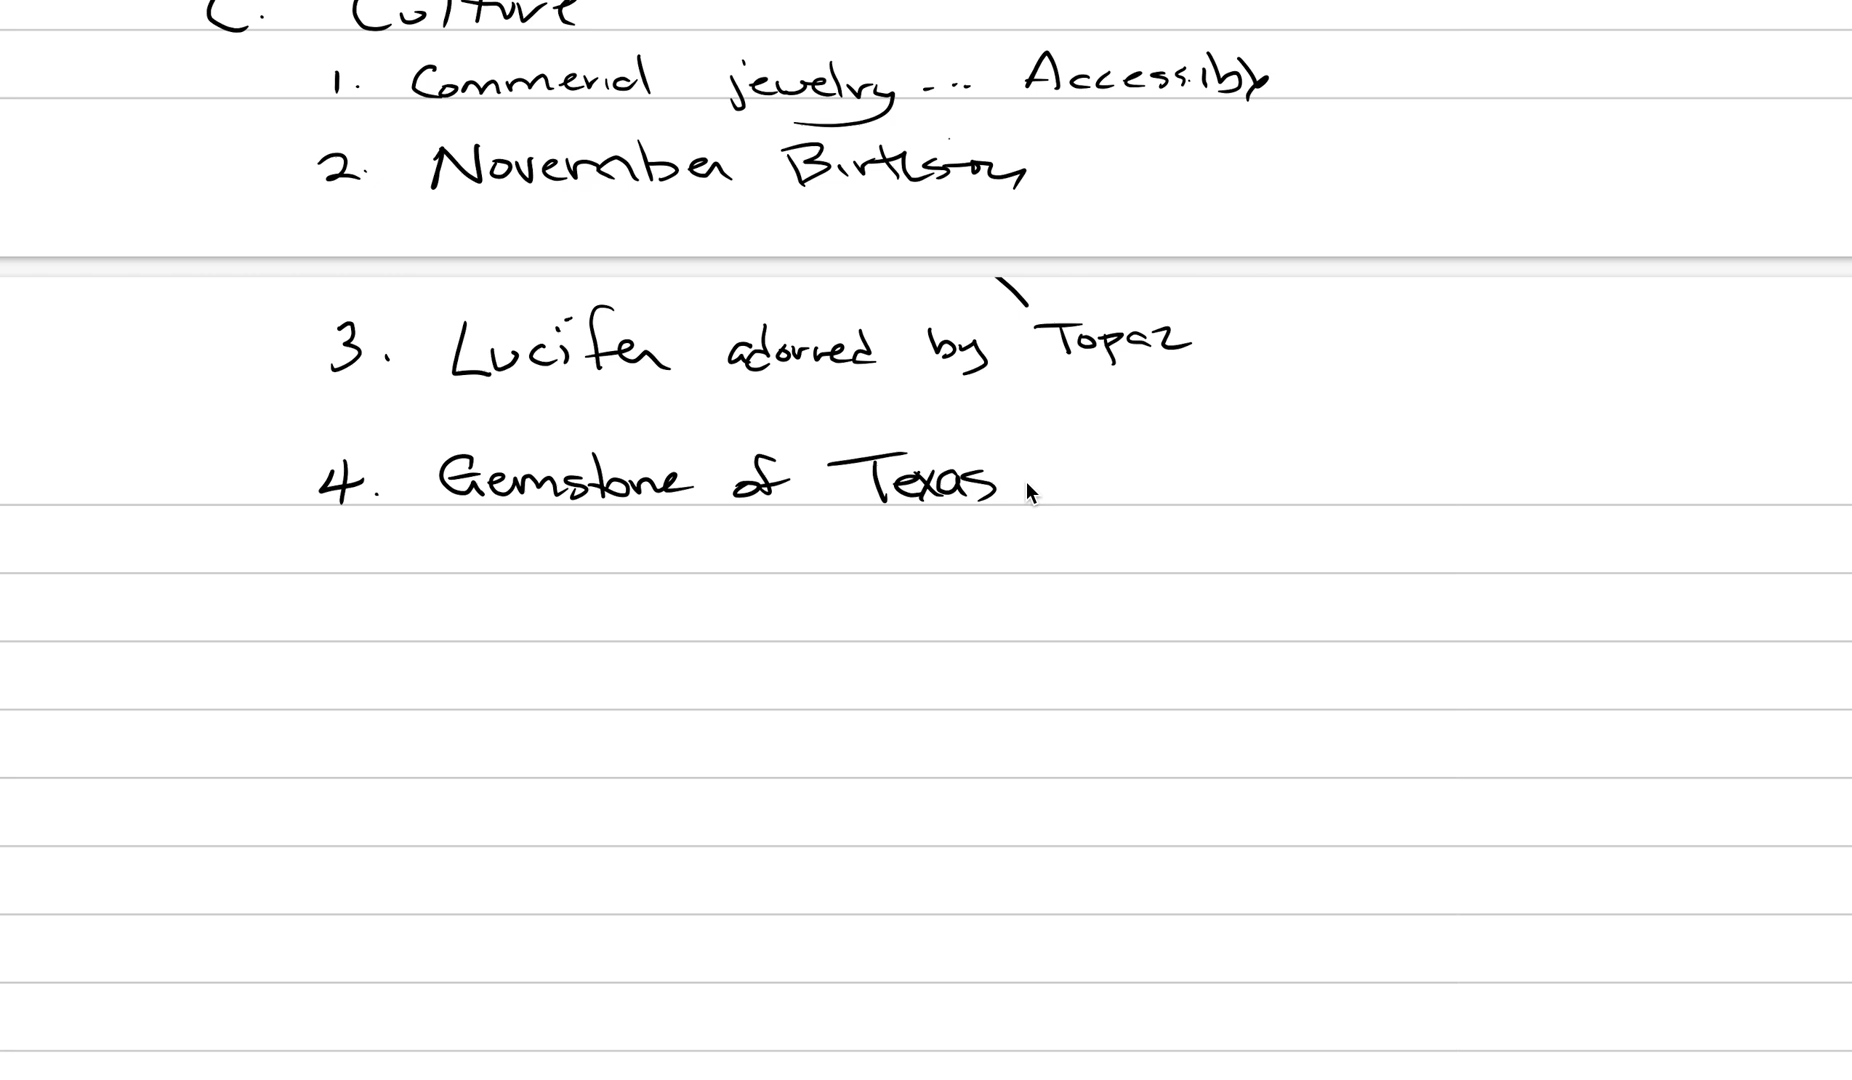 C. Culture
1. Commercial jewelry... Accessibly
2. November Birthstone
3. Lucifer adorned by Topaz
4. Gemstone of Texas